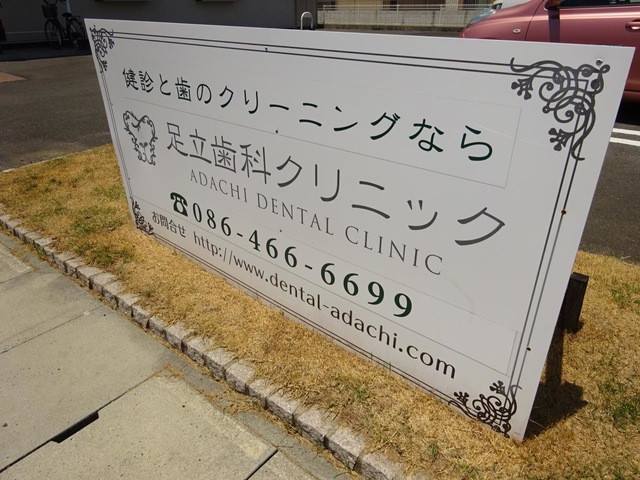 健診と歯のクリーニングなら
足立歯科クリニック
ADACHI DENTAL CLINIC
☎086-466-6699
お問合せ http://www.dental-adachi.com